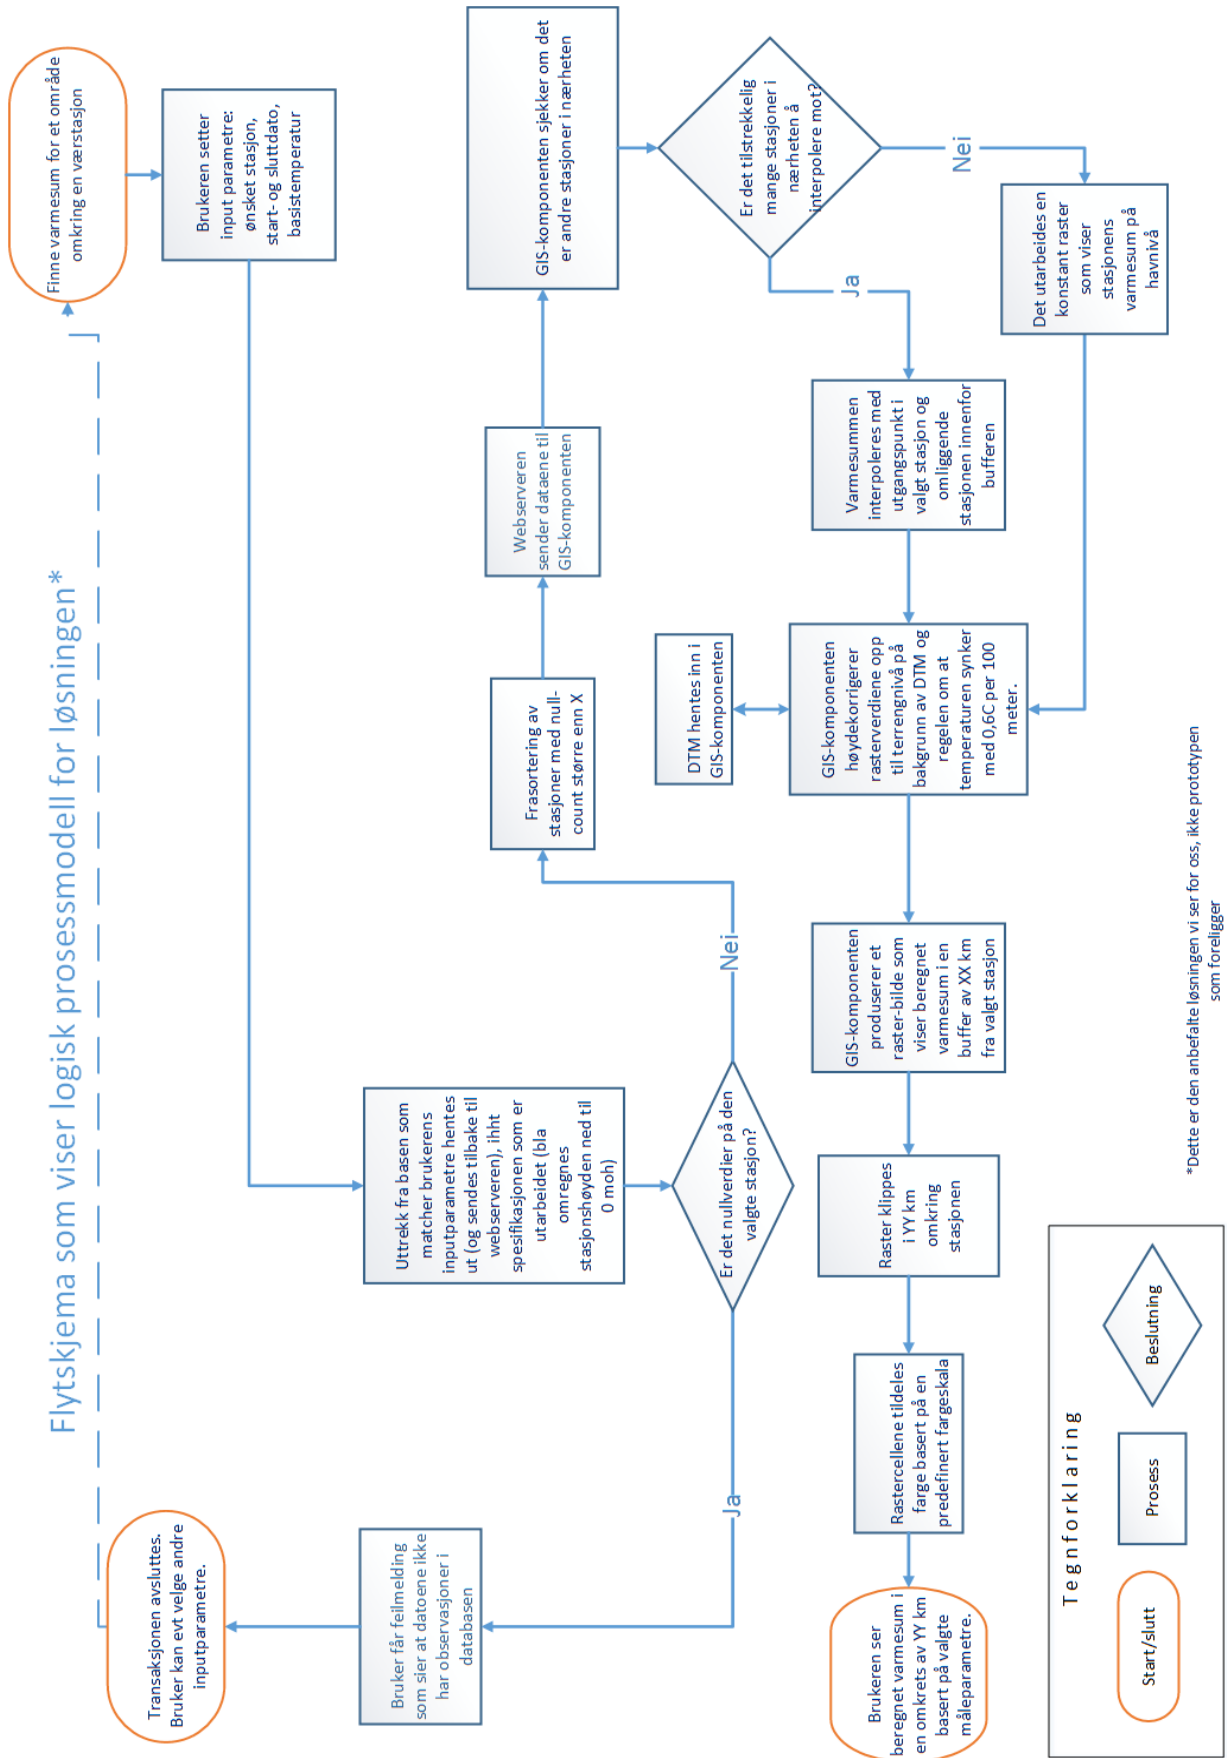 Flytskjema som viser logisk prosessmodell for løsningen*
Finne varmesum for et område
omkring en værstasjon
Brukeren setter
input parametre:
ønsket stasjon,
start- og sluttdato,
basistemperatur
Uttrekk fra basen som
matcher brukerens
inputparametre hentes
ut (og sendes tilbake til
webserveren), ihht
spesifikasjonen som er
utarbeidet (bla
omregnes
stasjonshøyden ned til
0 moh)
Er det nullverdier på den
valgte stasjon?
Ja
Nei
Bruker får feilmelding
som sier at datoene ikke
har observasjoner i
databasen
Transaksjonen avsluttes.
Bruker kan evt velge andre
inputparametre.
Frasortering av
stasjoner med null-
count større enn X
Webserveren
sender dataene til
GIS-komponenten
GIS-komponenten sjekker om det
er andre stasjoner i nærheten
Er det tilstrekkelig
mange stasjoner i
nærheten å
interpolere mot?
Ja
Nei
Varmesummen
interpoleres med
utgangspunkt i
valgt stasjon og
omliggende
stasjonen innenfor
bufferen
Det utarbeides en
konstant raster
som viser
stasjonens
varmesum på
havnivå
DTM hentes inn i
GIS-komponenten
GIS-komponenten
høydekorrigerer
rasterverdiene opp
til terrengnivå på
bakgrunn av DTM og
regelen om at
temperaturen synker
med 0,6C per 100
meter.
GIS-komponenten
produserer et
raster-bilde som
viser beregnet
varmesum i en
buffer av XX km
fra valgt stasjon
Raster klippes
i YY km
omkring
stasjonen
Rastercellene tildeles
farge basert på en
predefinert fargeskala
Brukeren ser
beregnet varmesum i
en omkrets av YY km
basert på valgte
måleparametre.
Tegnforklaring
Start/slutt
Prosess
Beslutning
*Dette er den anbefalte løsningen vi ser for oss, ikke prototypen
som foreligger